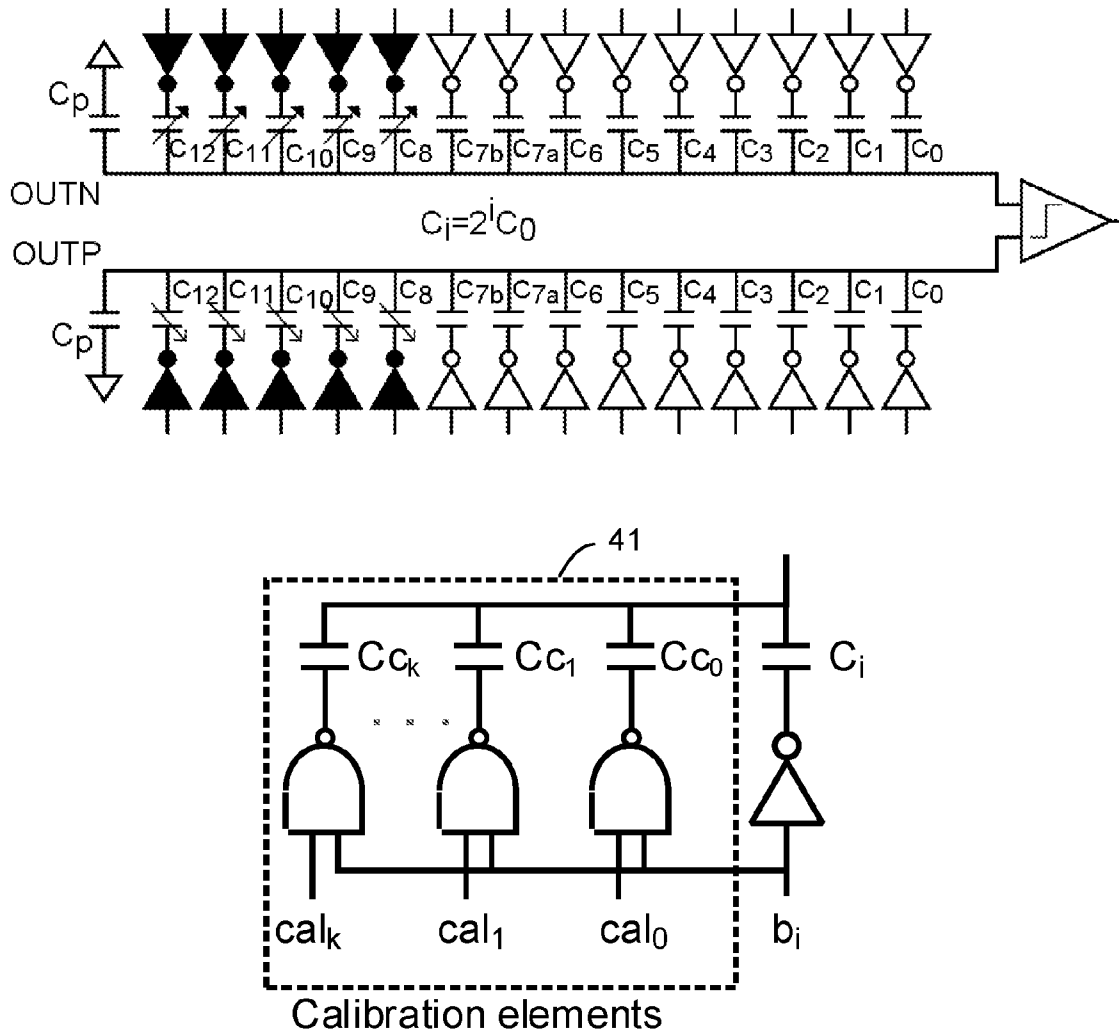 Cp
C12 C11 C10 C9 C8 C7b C7a C6 C5 C4 C3 C2 C1 C0
OUTN
Ci=2^iC0
OUTP
C12 C11 C10 C9 C8 C7b C7a C6 C5 C4 C3 C2 C1 C0
Cp
41
Cck Cc1 Cc0 Ci
. . .
calk cal1 cal0 bi
Calibration elements